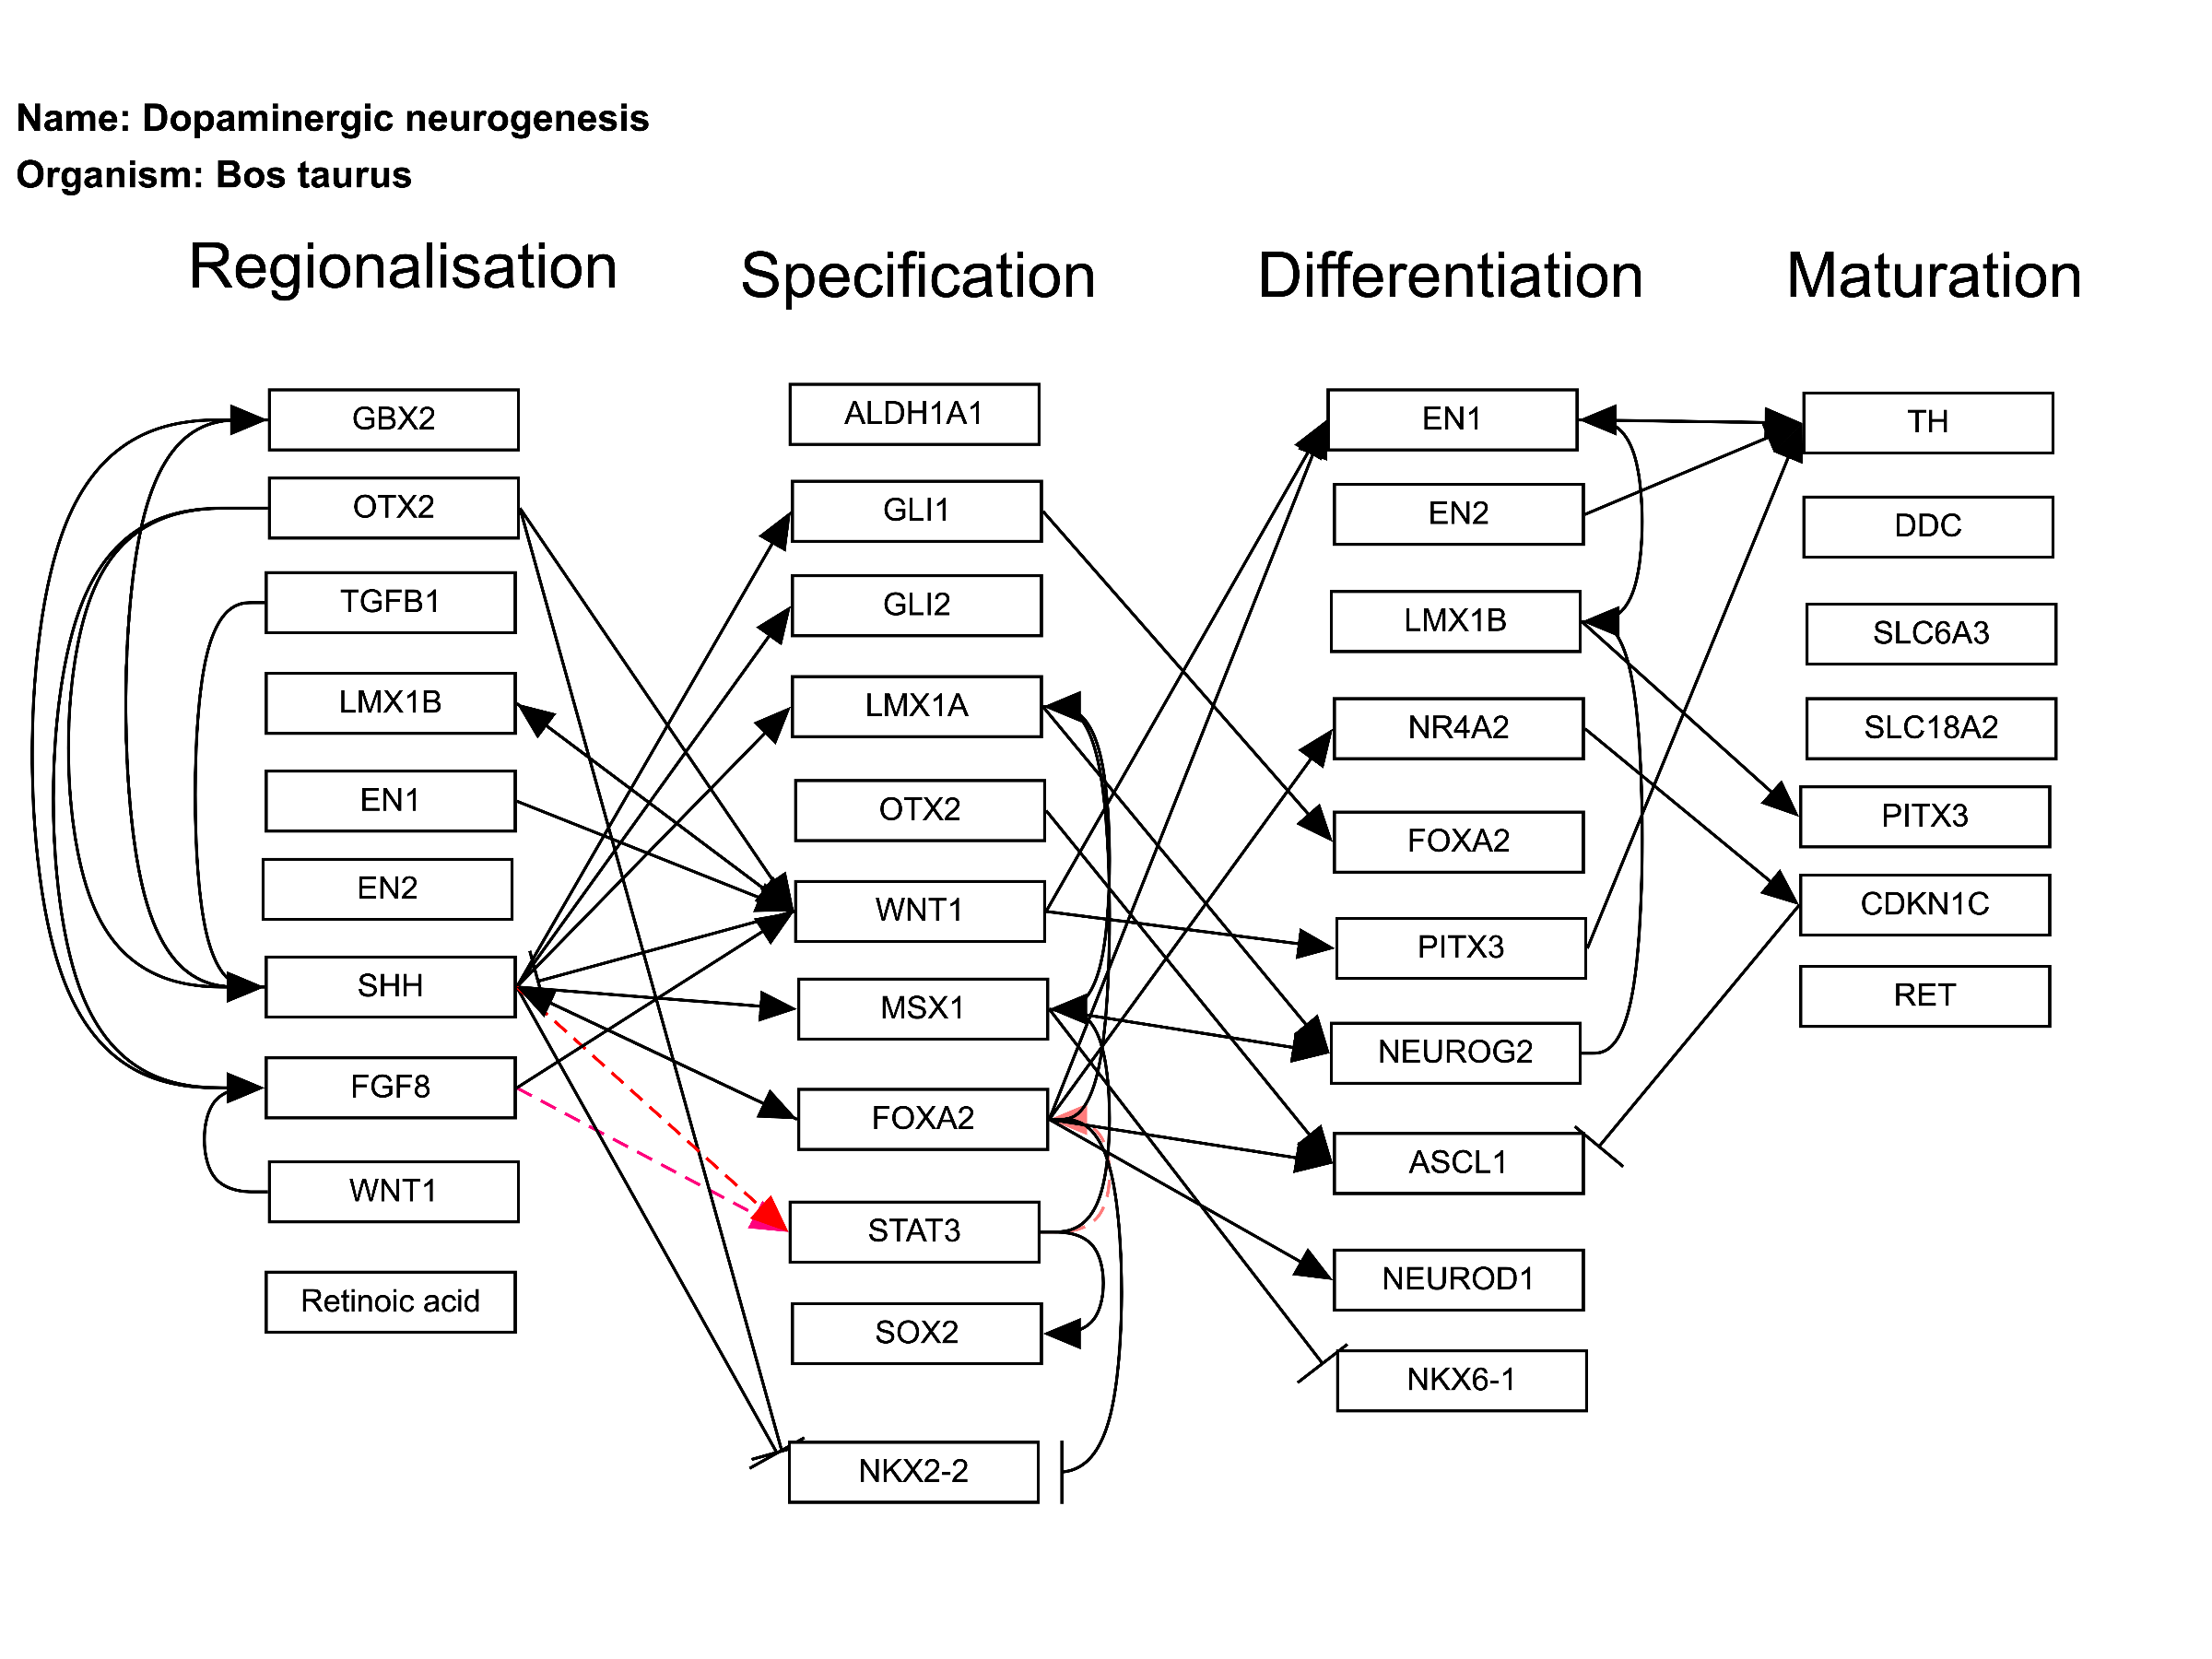 Name: Dopaminergic neurogenesis
Organism: Bos taurus
Regionalisation
GBX2
OTX2
TGFB1
LMX1B
EN1
EN2
SHH
FGF8
WNT1
Retinoic acid
Specification
ALDH1A1
GLI1
GLI2
LMX1A
OTX2
WNT1
MSX1
FOXA2
STAT3
SOX2
NKX2-2
Differentiation
EN1
EN2
LMX1B
NR4A2
FOXA2
PITX3
NEUROG2
ASCL1
NEUROD1
NKX6-1
Maturation
TH
DDC
SLC6A3
SLC18A2
PITX3
CDKN1C
RET